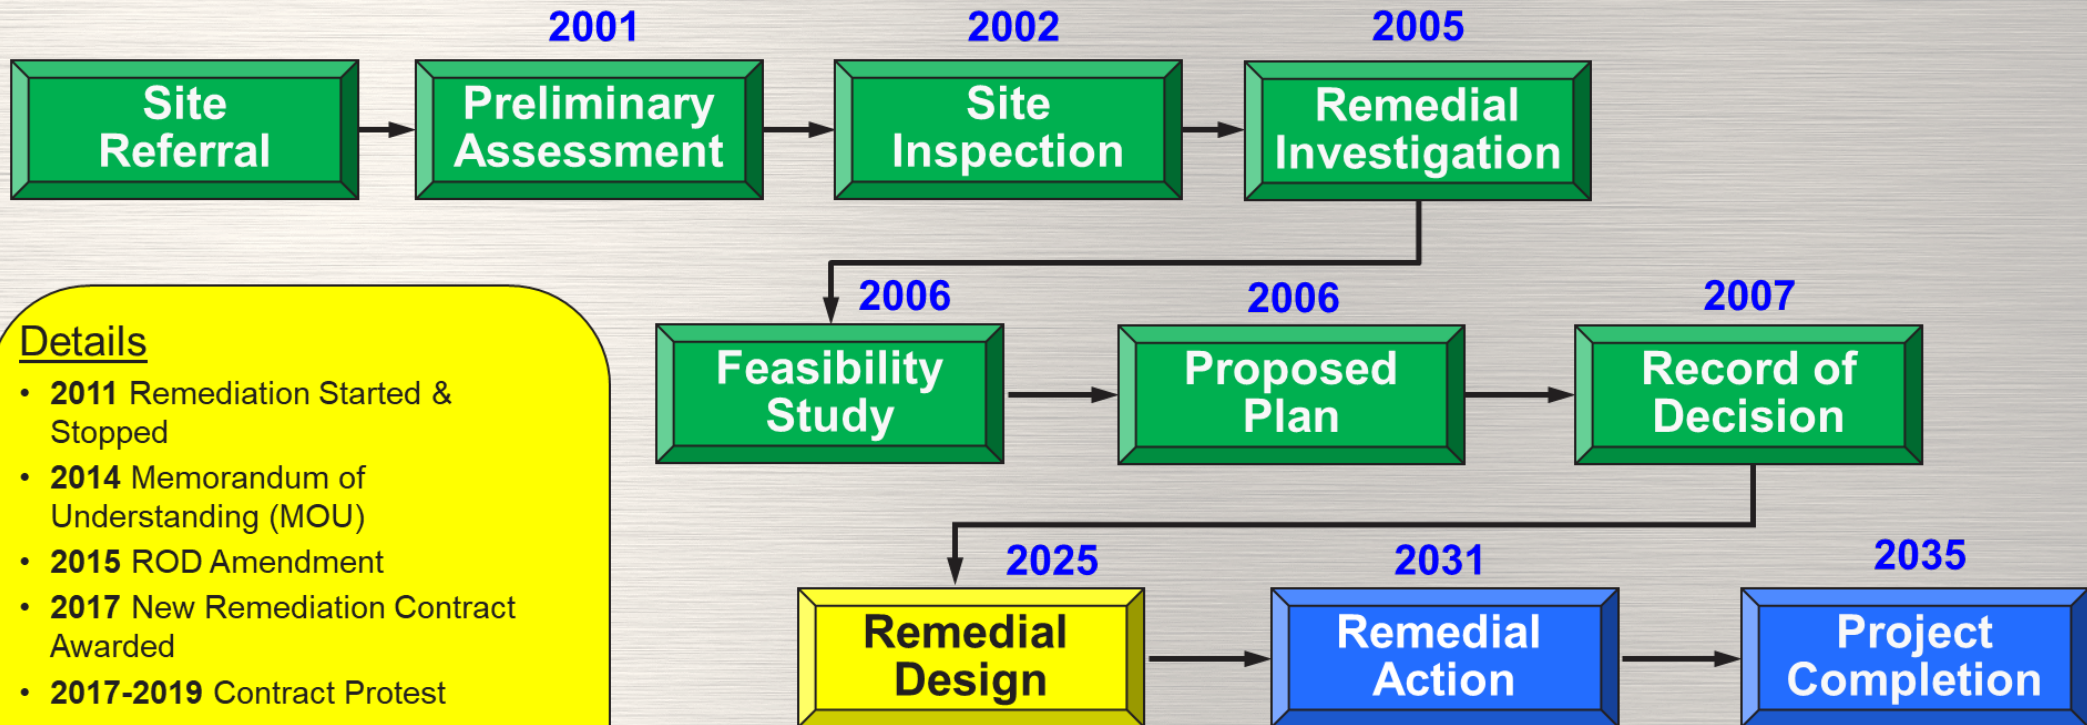 2001
2002
2005
Site
Referral
Preliminary
Assessment
Site
Inspection
Remedial
Investigation
2006
2006
2007
Feasibility
Study
Proposed
Plan
Record of
Decision
Details
• 2011 Remediation Started &
Stopped
• 2014 Memorandum of
Understanding (MOU)
• 2015 ROD Amendment
• 2017 New Remediation Contract
Awarded
• 2017-2019 Contract Protest
2025
2031
2035
Remedial
Design
Remedial
Action
Project
Completion